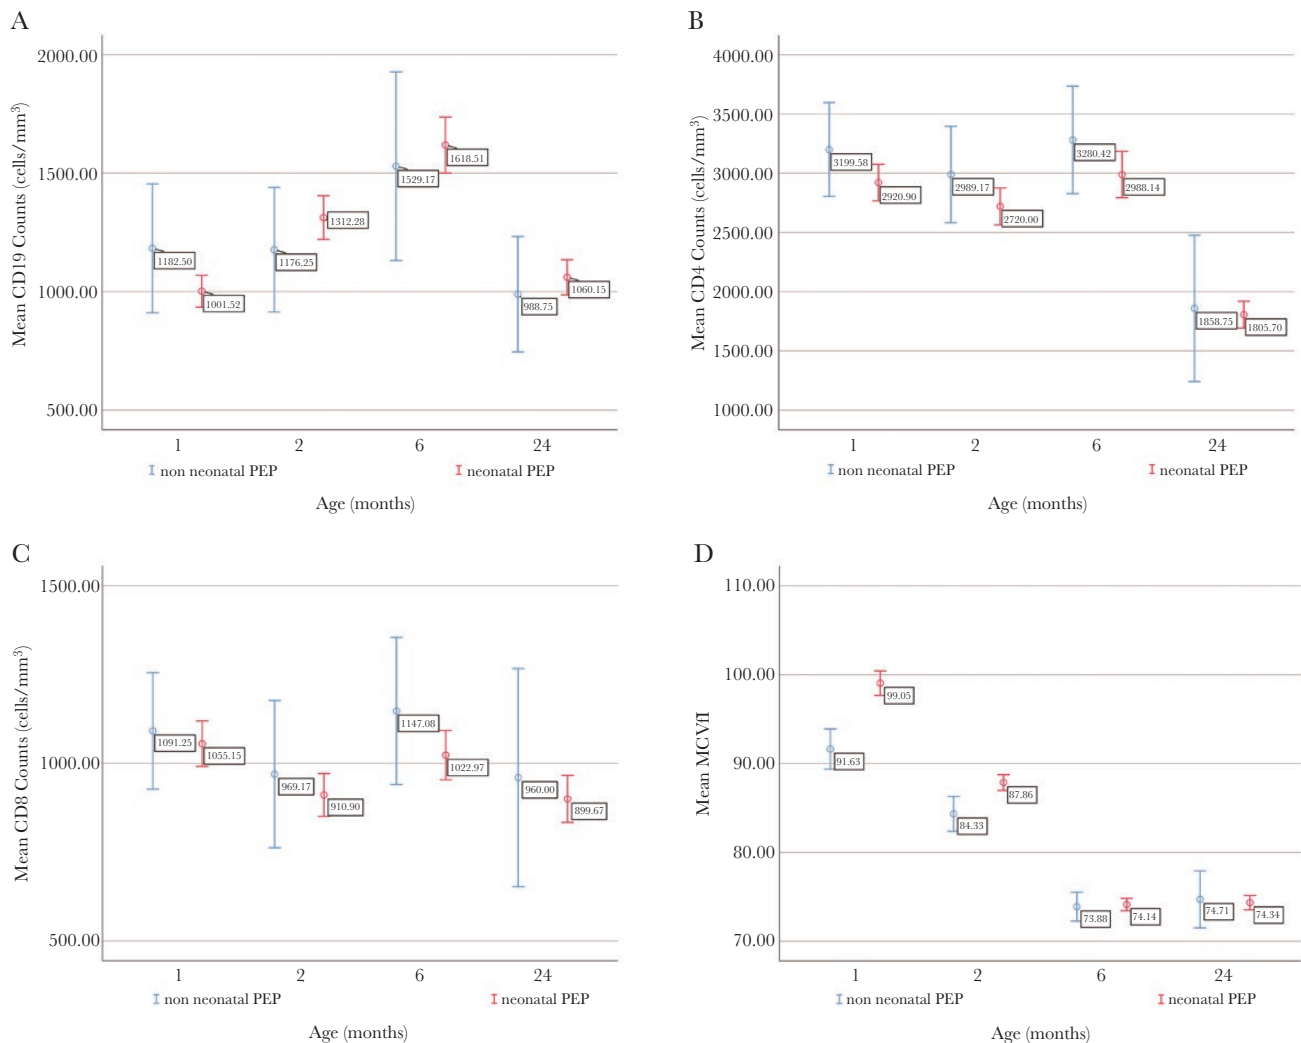 A
Mean CD19 Counts (cells/mm³)
2000.00
1500.00
1000.00
500.00
1182.50
1001.52
1176.25
1312.28
1529.17
1618.51
988.75
1060.15
1 2 6 24
non neonatal PEP neonatal PEP
Age (months)
B
Mean CD4 Counts (cells/mm³)
4000.00
3500.00
3000.00
2500.00
2000.00
1500.00
1000.00
3199.58
2920.90
2989.17
2720.00
3280.42
2988.14
1858.75
1805.70
1 2 6 24
non neonatal PEP neonatal PEP
Age (months)
C
Mean CD8 Counts (cells/mm³)
1500.00
1000.00
500.00
1091.25
1055.15
969.17
910.90
1147.08
1022.97
960.00
899.67
1 2 6 24
non neonatal PEP neonatal PEP
Age (months)
D
Mean MCVfl
110.00
100.00
90.00
80.00
70.00
91.63
99.05
84.33
87.86
73.88
74.14
74.71
74.34
1 2 6 24
non neonatal PEP neonatal PEP
Age (months)